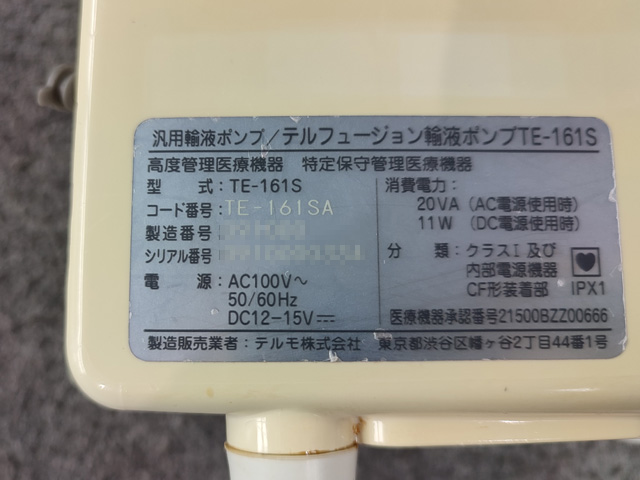 汎用輸液ポンプ/テルフュージョン輸液ポンプTE-161S
高度管理医療機器 特定保守管理医療機器
型 式:TE-161S
コード番号:TE-161SA
製造番号
シリアル番号
電 源:AC100V～
50/60Hz
DC12-15V⎓
消費電力:
20VA (AC電源使用時)
11W (DC電源使用時)
分 類:クラスI 及び
内部電源機器
CF形装着部 IPX1
医療機器承認番号21500BZZ00666
製造販売業者:テルモ株式会社 東京都渋谷区幡ヶ谷2丁目44番1号